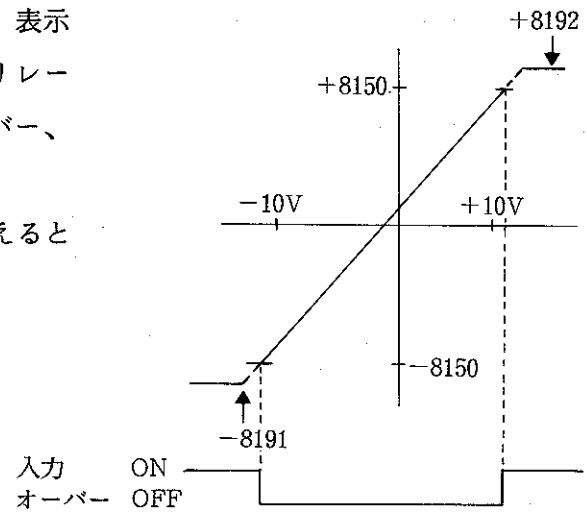 表示
リレー
バー、
えると
+8192
+8150
-10V
+10V
-8150
-8191
入力 ON
オーバー OFF